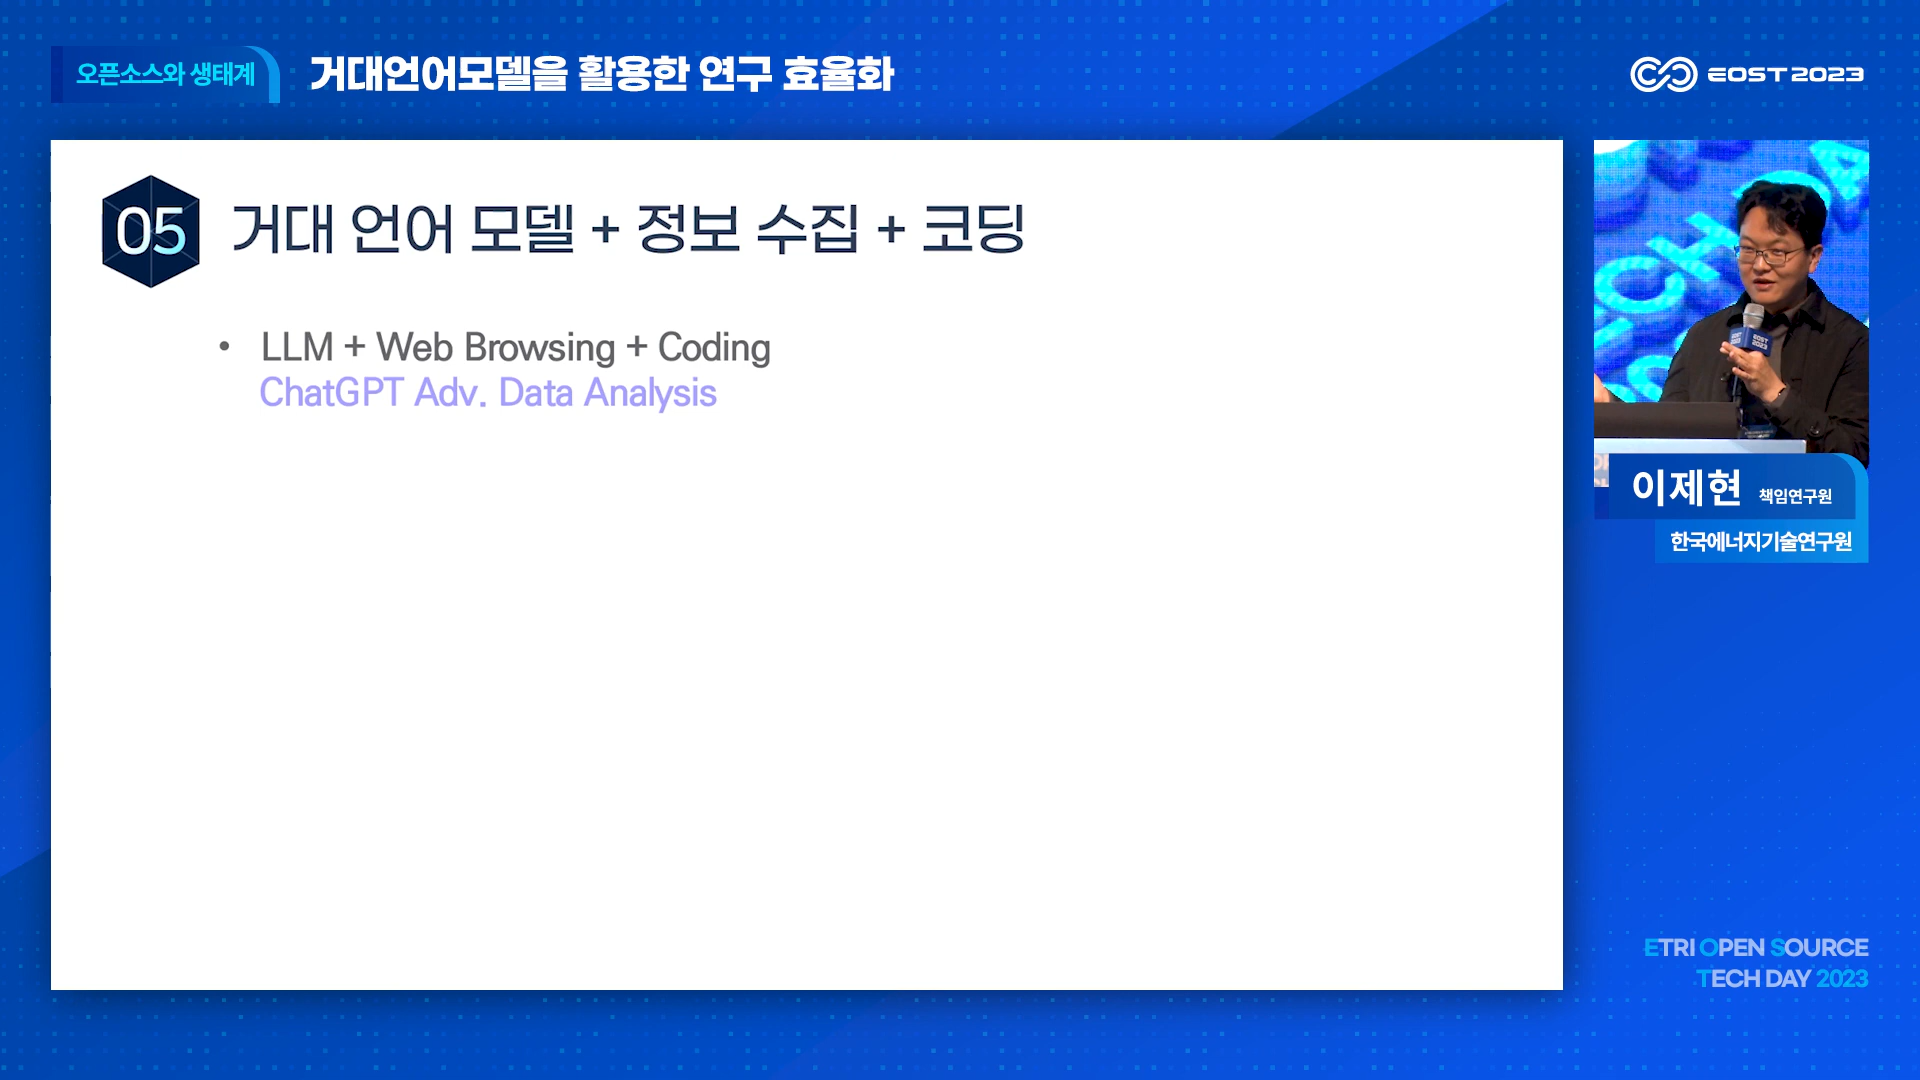 오픈소스와 생태계
거대언어모델을 활용한 연구 효율화
EOST 2023
05
거대 언어 모델 + 정보 수집 + 코딩
• LLM + Web Browsing + Coding
ChatGPT Adv. Data Analysis
이제현 책임연구원
한국에너지기술연구원
ETRI OPEN SOURCE
TECH DAY 2023